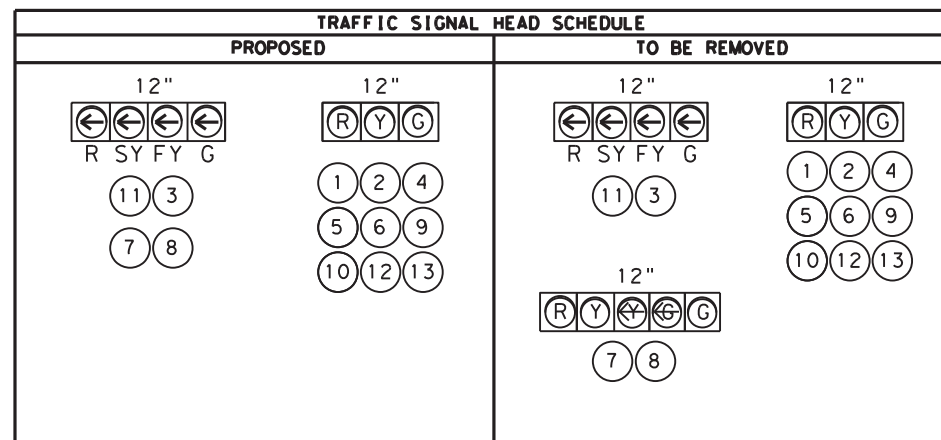 TRAFFIC SIGNAL HEAD SCHEDULE
PROPOSED
12"
R SY FY G
11 3
7 8
12"
R Y G
1 2 4
5 6 9
10 12 13
TO BE REMOVED
12"
R SY FY G
11 3
12"
R Y G
1 2 4
5 6 9
10 12 13
12"
R Y Y G G
7 8